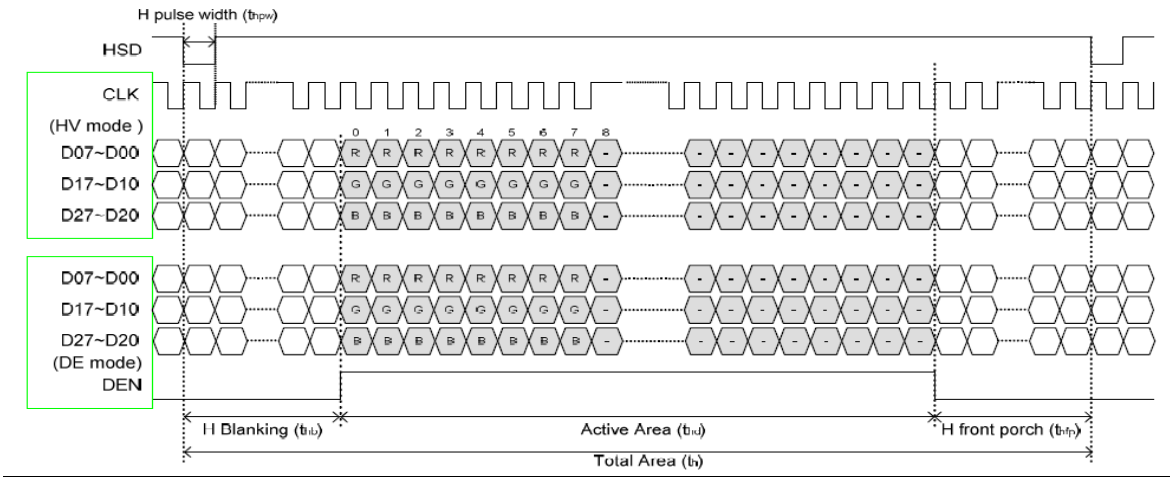 H pulse width (thpw)
HSD
CLK
(HV mode )
0 1 2 3 4 5 6 7 8
D07~D00 R R R R R R R R - - - - - - - - -
D17~D10 G G G G G G G G - - - - - - - - -
D27~D20 B B B B B B B B - - - - - - - - -
D07~D00 R R R R R R R R - - - - - - - - -
D17~D10 G G G G G G G G - - - - - - - - -
D27~D20 B B B B B B B B - - - - - - - - -
(DE mode)
DEN
H Blanking (thb) Active Area (thd) H front porch (thfp)
Total Area (th)